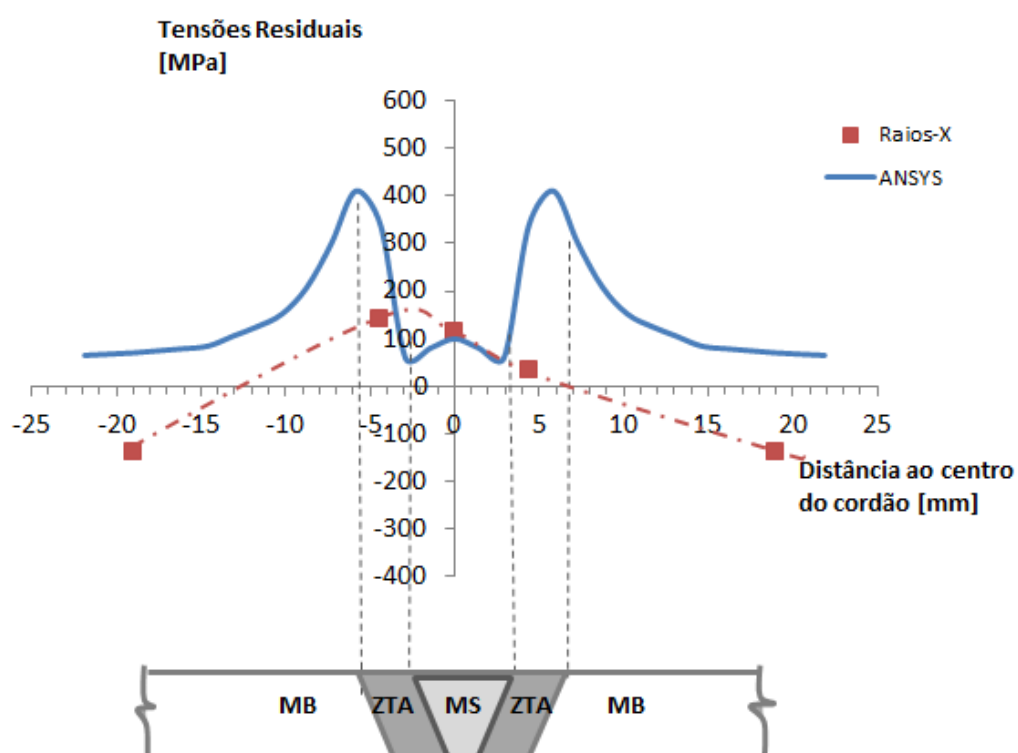 Tensões Residuais
[MPa]
600
500
400
300
200
100
0
-100
-200
-300
-400
-25 -20 -15 -10 -5 0 5 10 15 20 25
Raios-X
ANSYS
Distância ao centro
do cordão [mm]
MB ZTA MS ZTA MB